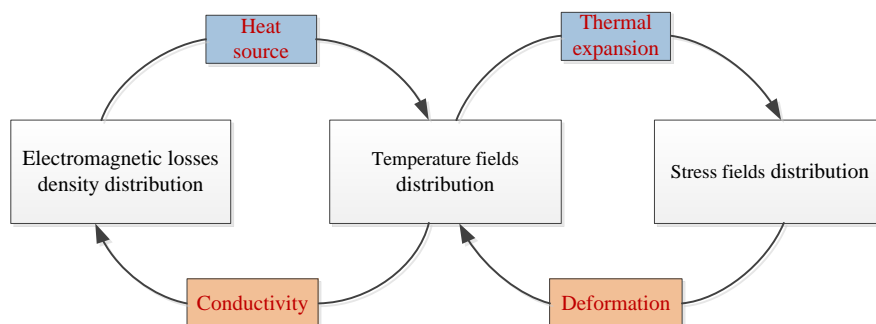 Heat
source
Thermal
expansion
Electromagnetic losses
density distribution
Temperature fields
distribution
Stress fields distribution
Conductivity
Deformation